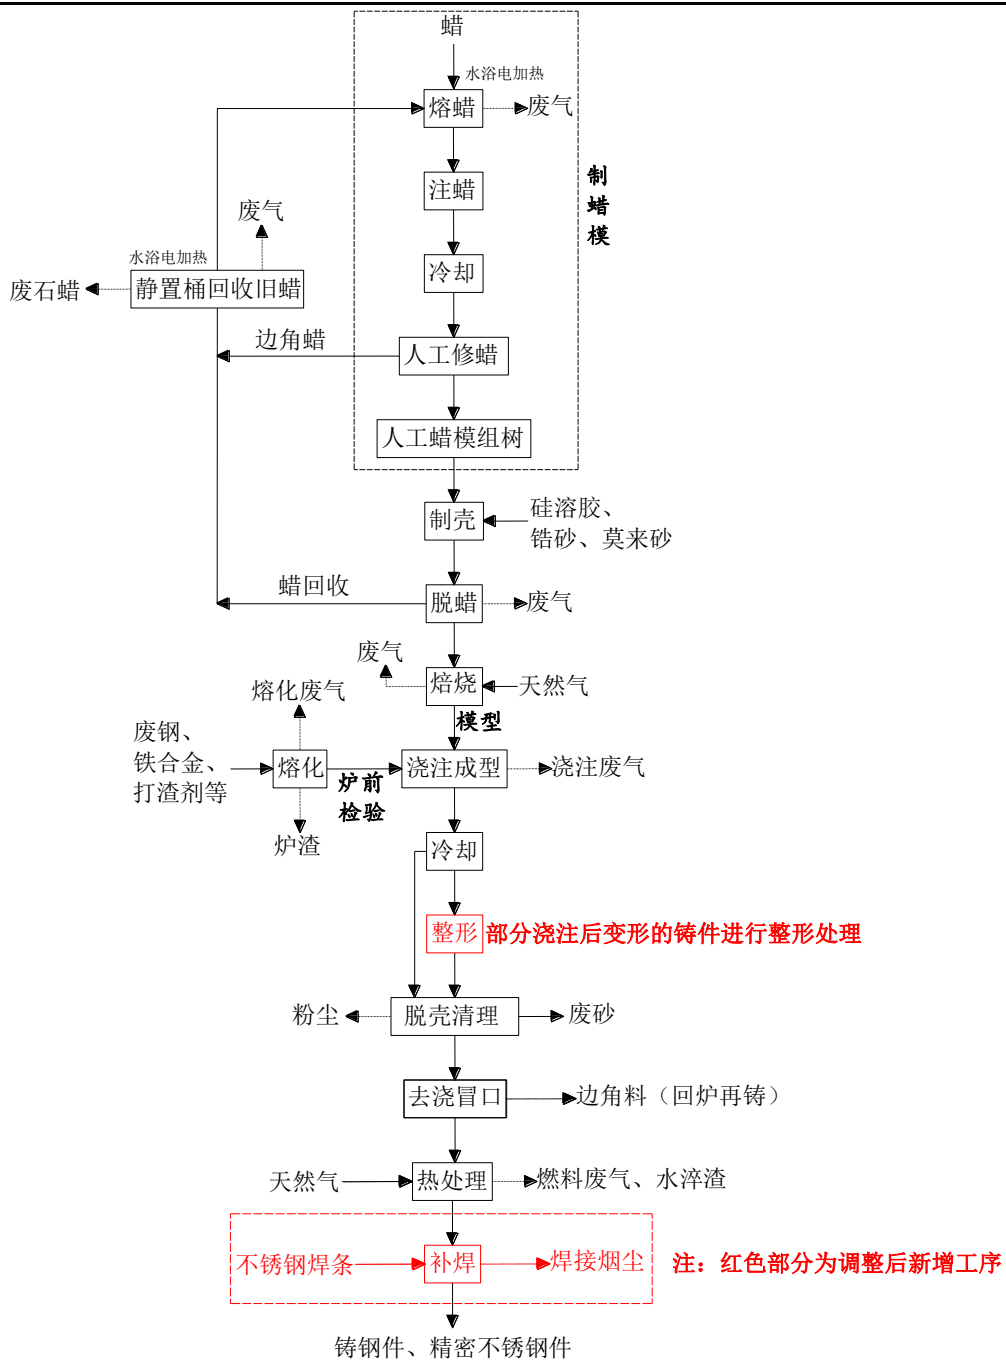 蜡
水浴电加热
熔蜡
废气
注蜡
制
蜡
模
废气
水浴电加热
冷却
废石蜡
静置桶回收旧蜡
边角蜡
人工修蜡
人工蜡模组树
制壳
硅溶胶、
锆砂、莫来砂
蜡回收
脱蜡
废气
废气
焙烧
天然气
熔化废气
模型
废钢、
铁合金、
打渣剂等
熔化
炉前
检验
浇注成型
浇注废气
炉渣
冷却
整形
部分浇注后变形的铸件进行整形处理
粉尘
脱壳清理
废砂
去浇冒口
边角料（回炉再铸）
天然气
热处理
燃料废气、水淬渣
不锈钢焊条
补焊
焊接烟尘
注：红色部分为调整后新增工序
铸钢件、精密不锈钢件